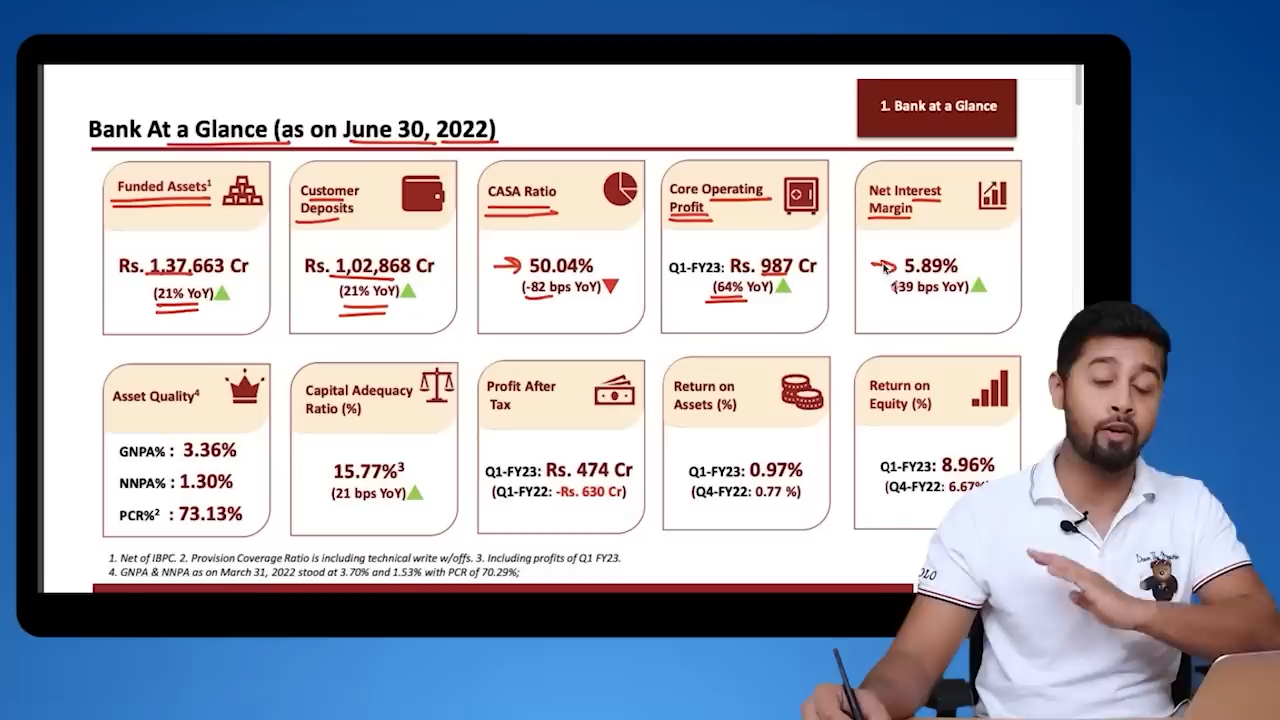 1. Bank at a Glance
Bank At a Glance (as on June 30, 2022)
Funded Assets¹
Rs. 1,37,663 Cr
(21% YoY)
Customer
Deposits
Rs. 1,02,868 Cr
(21% YoY)
CASA Ratio
50.04%
(-82 bps YoY)
Core Operating
Profit
Q1-FY23: Rs. 987 Cr
(64% YoY)
Net Interest
Margin
5.89%
(39 bps YoY)
Asset Quality⁴
GNPA% : 3.36%
NNPA% : 1.30%
PCR%² : 73.13%
Capital Adequacy
Ratio (%)
15.77%³
(21 bps YoY)
Profit After
Tax
Q1-FY23: Rs. 474 Cr
(Q1-FY22: -Rs. 630 Cr)
Return on
Assets (%)
Q1-FY23: 0.97%
(Q4-FY22: 0.77 %)
Return on
Equity (%)
Q1-FY23: 8.96%
(Q4-FY22: 6.67%
1. Net of IBPC. 2. Provision Coverage Ratio is including technical write w/offs. 3. Including profits of Q1 FY23.
4. GNPA & NNPA as on March 31, 2022 stood at 3.70% and 1.53% with PCR of 70.29%;